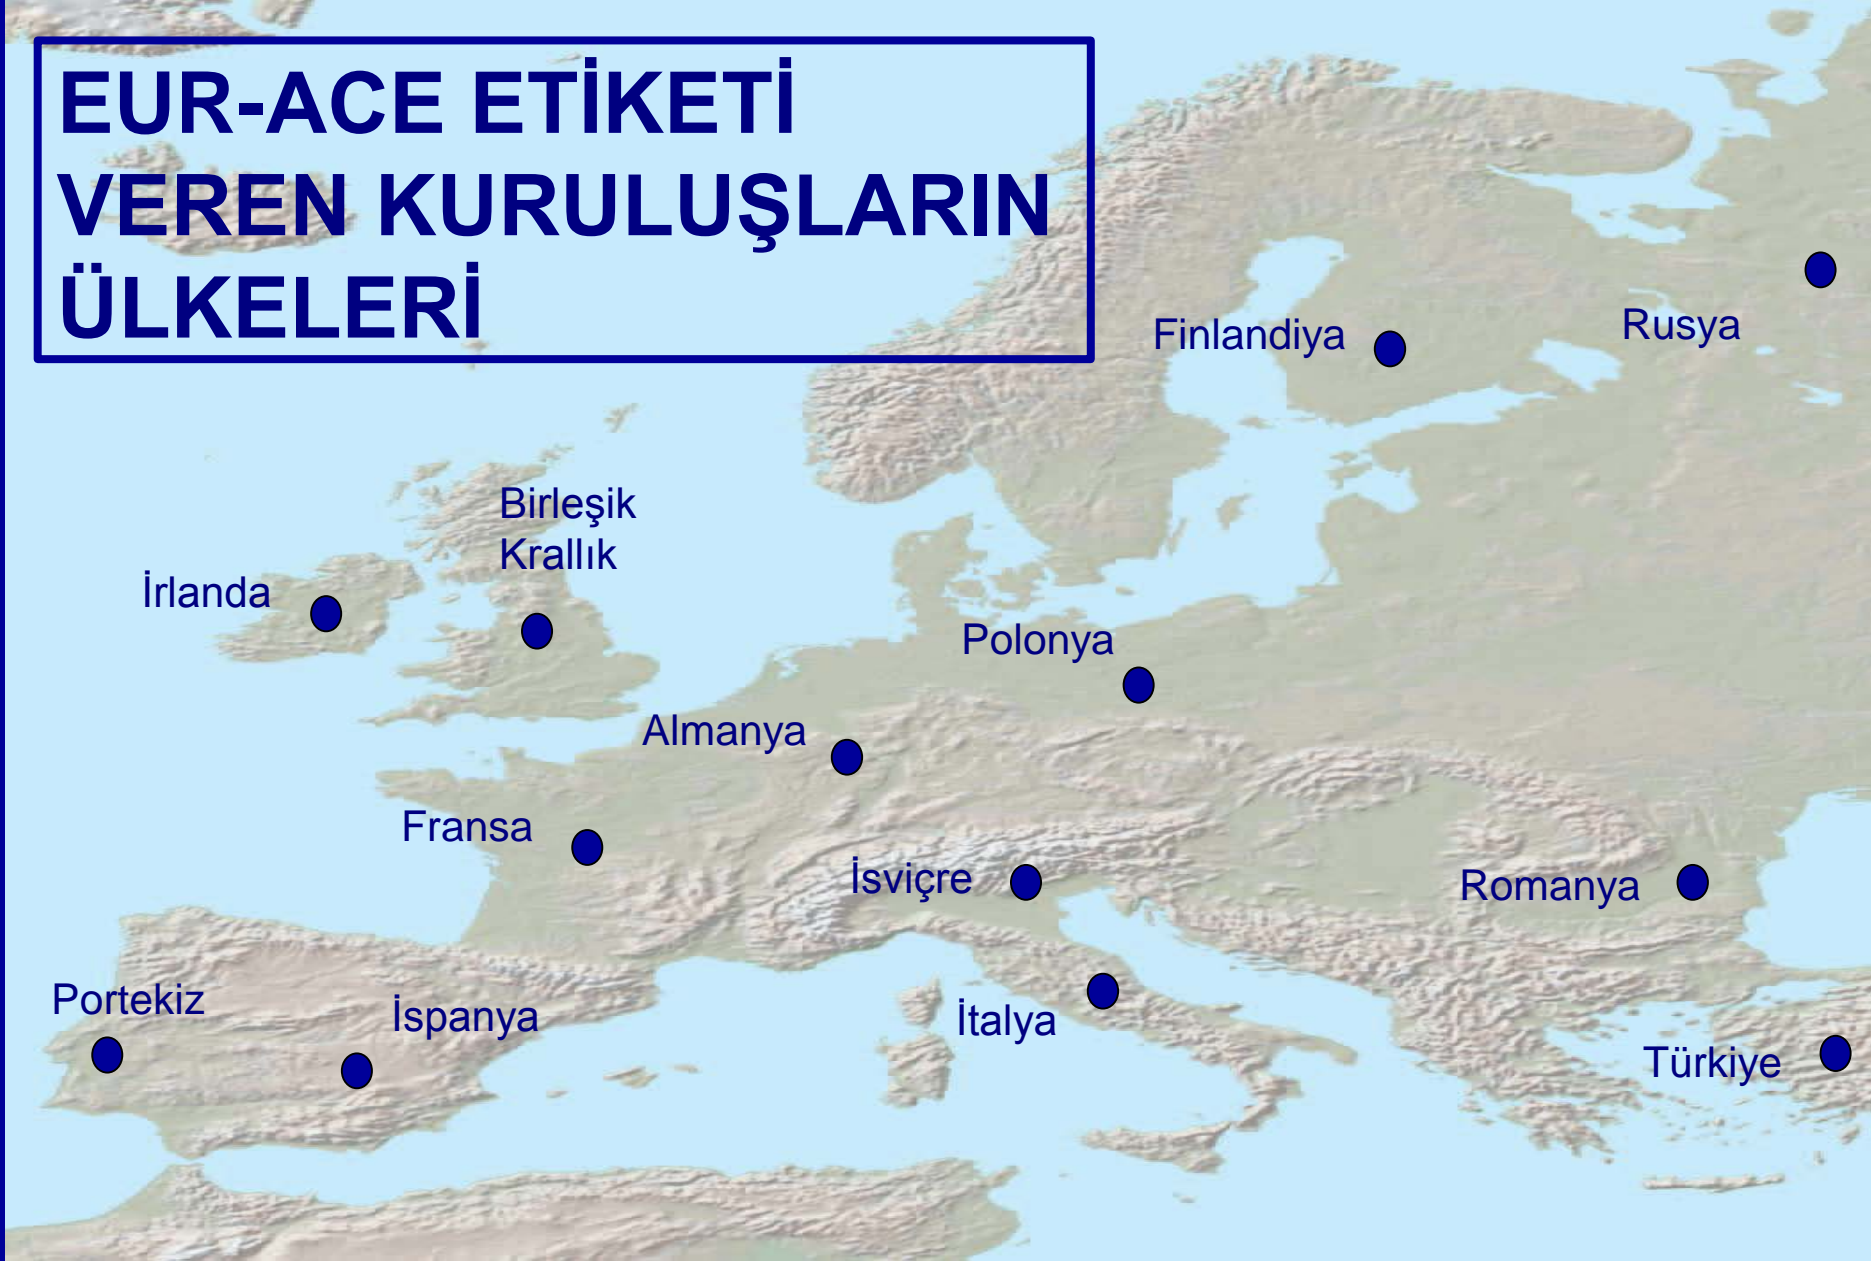 EUR-ACE ETİKETİ
VEREN KURULUŞLARIN
ÜLKELERİ
Finlandiya
Rusya
Birleşik
Krallık
İrlanda
Polonya
Almanya
Fransa
İsviçre
Romanya
Portekiz
İspanya
İtalya
Türkiye